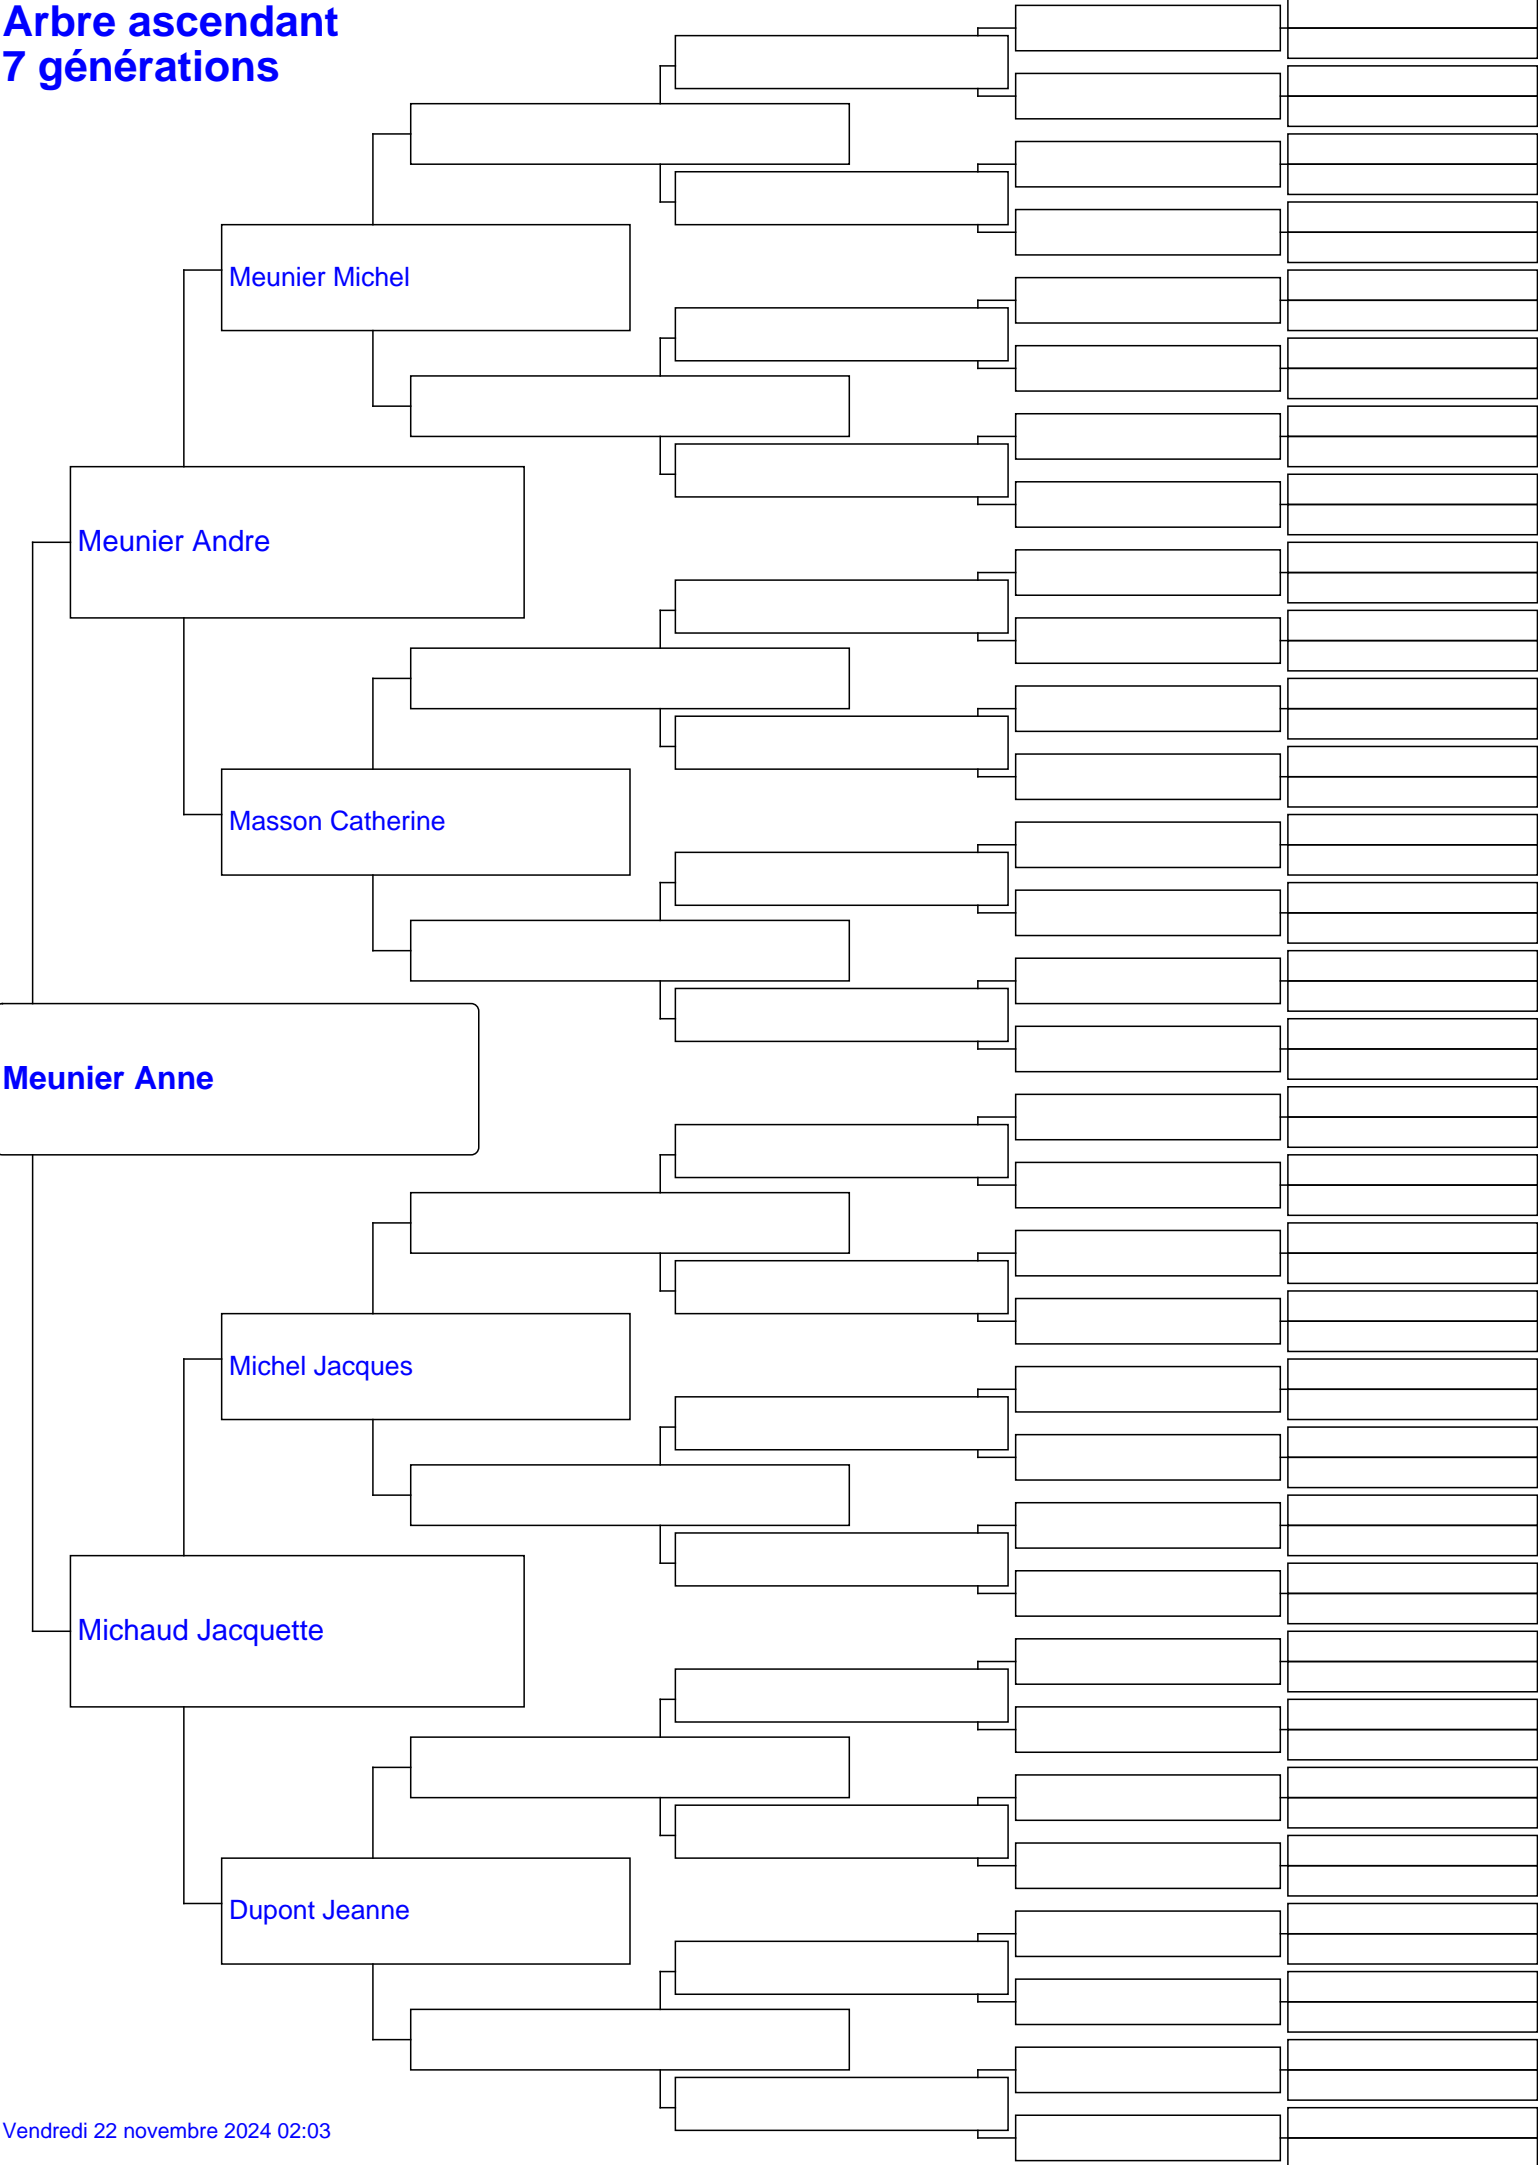 Arbre ascendant
7 générations
Meunier Michel
Meunier Andre
Masson Catherine
Meunier Anne
Michel Jacques
Michaud Jacquette
Dupont Jeanne
Vendredi 22 novembre 2024 02:03